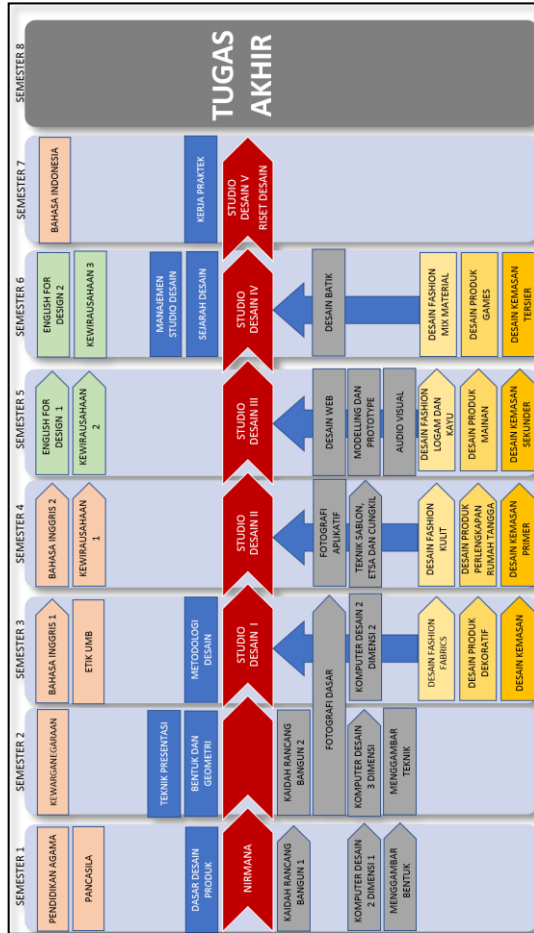 SEMESTER 1
PENDIDIKAN AGAMA
PANCASILA
DASAR DESAIN
PRODUK
NIRMANA
KAIDAH RANCANG
BANGUN 1
KOMPUTER DESAIN
2 DIMENSI 1
MENGGAMBAR
BENTUK
SEMESTER 2
KEWARGANEGARAAN
TEKNIK PRESENTASI
BENTUK DAN
GEOMETRI
KAIDAH RANCANG
BANGUN 2
FOTOGRAFI DASAR
KOMPUTER DESAIN
3 DIMENSI
MENGGAMBAR
TEKNIK
SEMESTER 3
BAHASA INGGRIS 1
ETIK UMB
METODOLOGI
DESAIN
STUDIO
DESAIN I
KOMPUTER DESAIN 2
DIMENSI 2
DESAIN FASHION
FABRICS
DESAIN PRODUK
DEKORATIF
DESAIN KEMASAN
SEMESTER 4
BAHASA INGGRIS 2
KEWIRAUSAHAAN
1
STUDIO
DESAIN II
FOTOGRAFI
APLIKATIF
TEKNIK SABLON,
ETSA DAN CUNGKIL
DESAIN FASHION
KULIT
DESAIN PRODUK
PERLENGKAPAN
RUMAH TANGGA
DESAIN KEMASAN
PRIMER
SEMESTER 5
ENGLISH FOR
DESIGN 1
KEWIRAUSAHAAN
2
STUDIO
DESAIN III
DESAIN WEB
MODELLING DAN
PROTOTYPE
AUDIO VISUAL
DESAIN FASHION
LOGAM DAN
KAYU
DESAIN PRODUK
MAINAN
DESAIN KEMASAN
SEKUNDER
SEMESTER 6
ENGLISH FOR
DESIGN 2
KEWIRAUSAHAAN 3
MANAJEMEN
STUDIO DESAIN
SEJARAH DESAIN
STUDIO
DESAIN IV
DESAIN BATIK
DESAIN FASHION
MIX MATERIAL
DESAIN PRODUK
GAMES
DESAIN KEMASAN
TERSIER
SEMESTER 7
BAHASA INDONESIA
KERJA PRAKTEK
STUDIO
DESAIN V
RISET DESAIN
SEMESTER 8
TUGAS
AKHIR